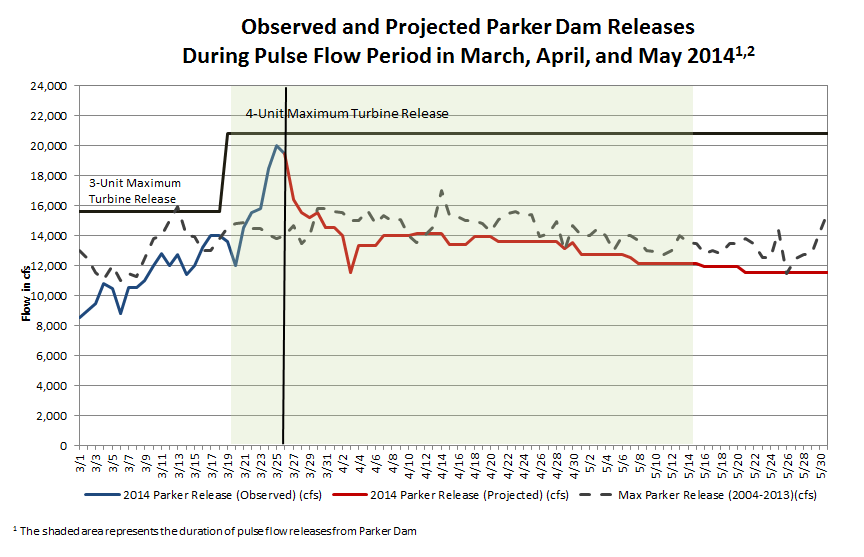 Observed and Projected Parker Dam Releases
During Pulse Flow Period in March, April, and May 2014¹,²
24,000
22,000
20,000
18,000
16,000
14,000
12,000
10,000
8,000
6,000
4,000
2,000
0
Flow in cfs
4-Unit Maximum Turbine Release
3-Unit Maximum
Turbine Release
3/1 3/3 3/5 3/7 3/9 3/11 3/13 3/15 3/17 3/19 3/21 3/23 3/25 3/27 3/29 3/31 4/2 4/4 4/6 4/8 4/10 4/12 4/14 4/16 4/18 4/20 4/22 4/24 4/26 4/28 4/30 5/2 5/4 5/6 5/8 5/10 5/12 5/14 5/16 5/18 5/20 5/22 5/24 5/26 5/28 5/30
2014 Parker Release (Observed) (cfs) 2014 Parker Release (Projected) (cfs) Max Parker Release (2004-2013)(cfs)
¹ The shaded area represents the duration of pulse flow releases from Parker Dam